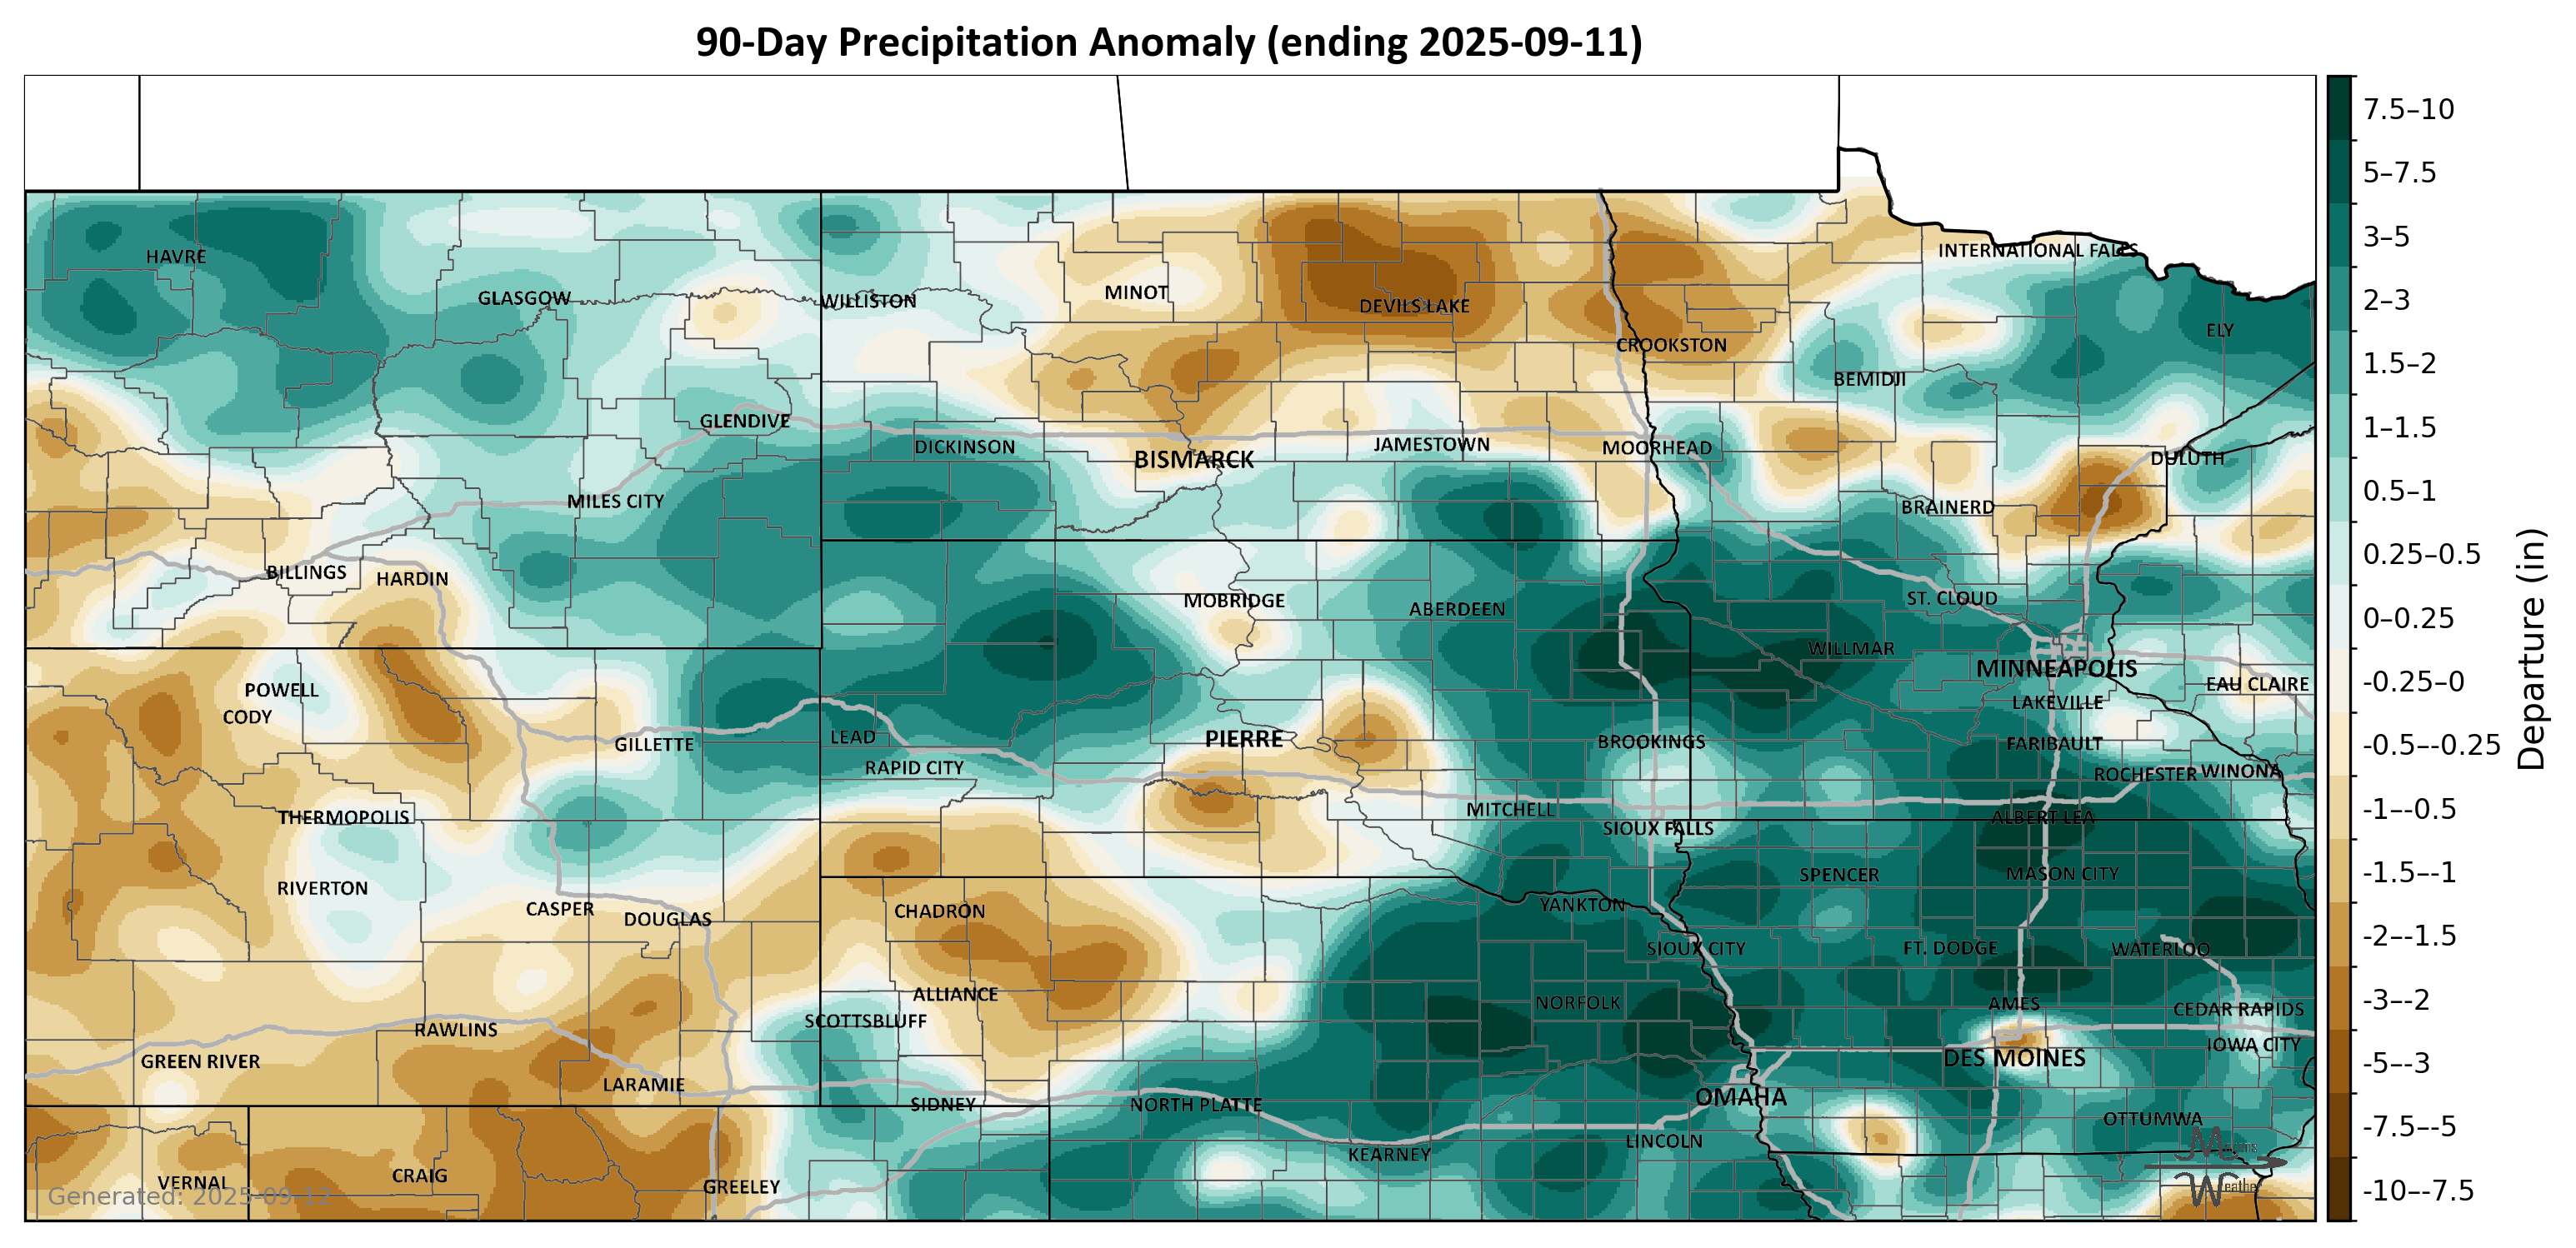 90-Day Precipitation Anomaly (ending 2025-09-11)
HAVRE
GLASGOW
WILLISTON
MINOT
DEVILS LAKE
INTERNATIONAL FALLS
ELY
CROOKSTON
BEMIDJI
GLENDIVE
DICKINSON
BISMARCK
JAMESTOWN
MOORHEAD
DULUTH
MILES CITY
BRAINERD
BILLINGS
HARDIN
MOBRIDGE
ABERDEEN
ST. CLOUD
WILLMAR
MINNEAPOLIS
EAU CLAIRE
POWELL
CODY
LAKEVILLE
GILLETTE
LEAD
PIERRE
BROOKINGS
FARIBAULT
RAPID CITY
ROCHESTER
WINONA
THERMOPOLIS
MITCHELL
SIOUX FALLS
ALBERT LEA
RIVERTON
SPENCER
MASON CITY
CASPER
DOUGLAS
CHADRON
YANKTON
SIOUX CITY
FT. DODGE
WATERLOO
ALLIANCE
NORFOLK
AMES
CEDAR RAPIDS
SCOTTSBLUFF
RAWLINS
IOWA CITY
GREEN RIVER
DES MOINES
LARAMIE
OMAHA
SIDNEY
NORTH PLATTE
OTTUMWA
LINCOLN
KEARNEY
CRAIG
VERNAL
GREELEY
Generated: 2025-09-12
7.5–10
5–7.5
3–5
2–3
1.5–2
1–1.5
0.5–1
0.25–0.5
0–0.25
-0.25–0
-0.5–-0.25
-1–-0.5
-1.5–-1
-2–-1.5
-3–-2
-5–-3
-7.5–-5
-10–-7.5
Departure (in)